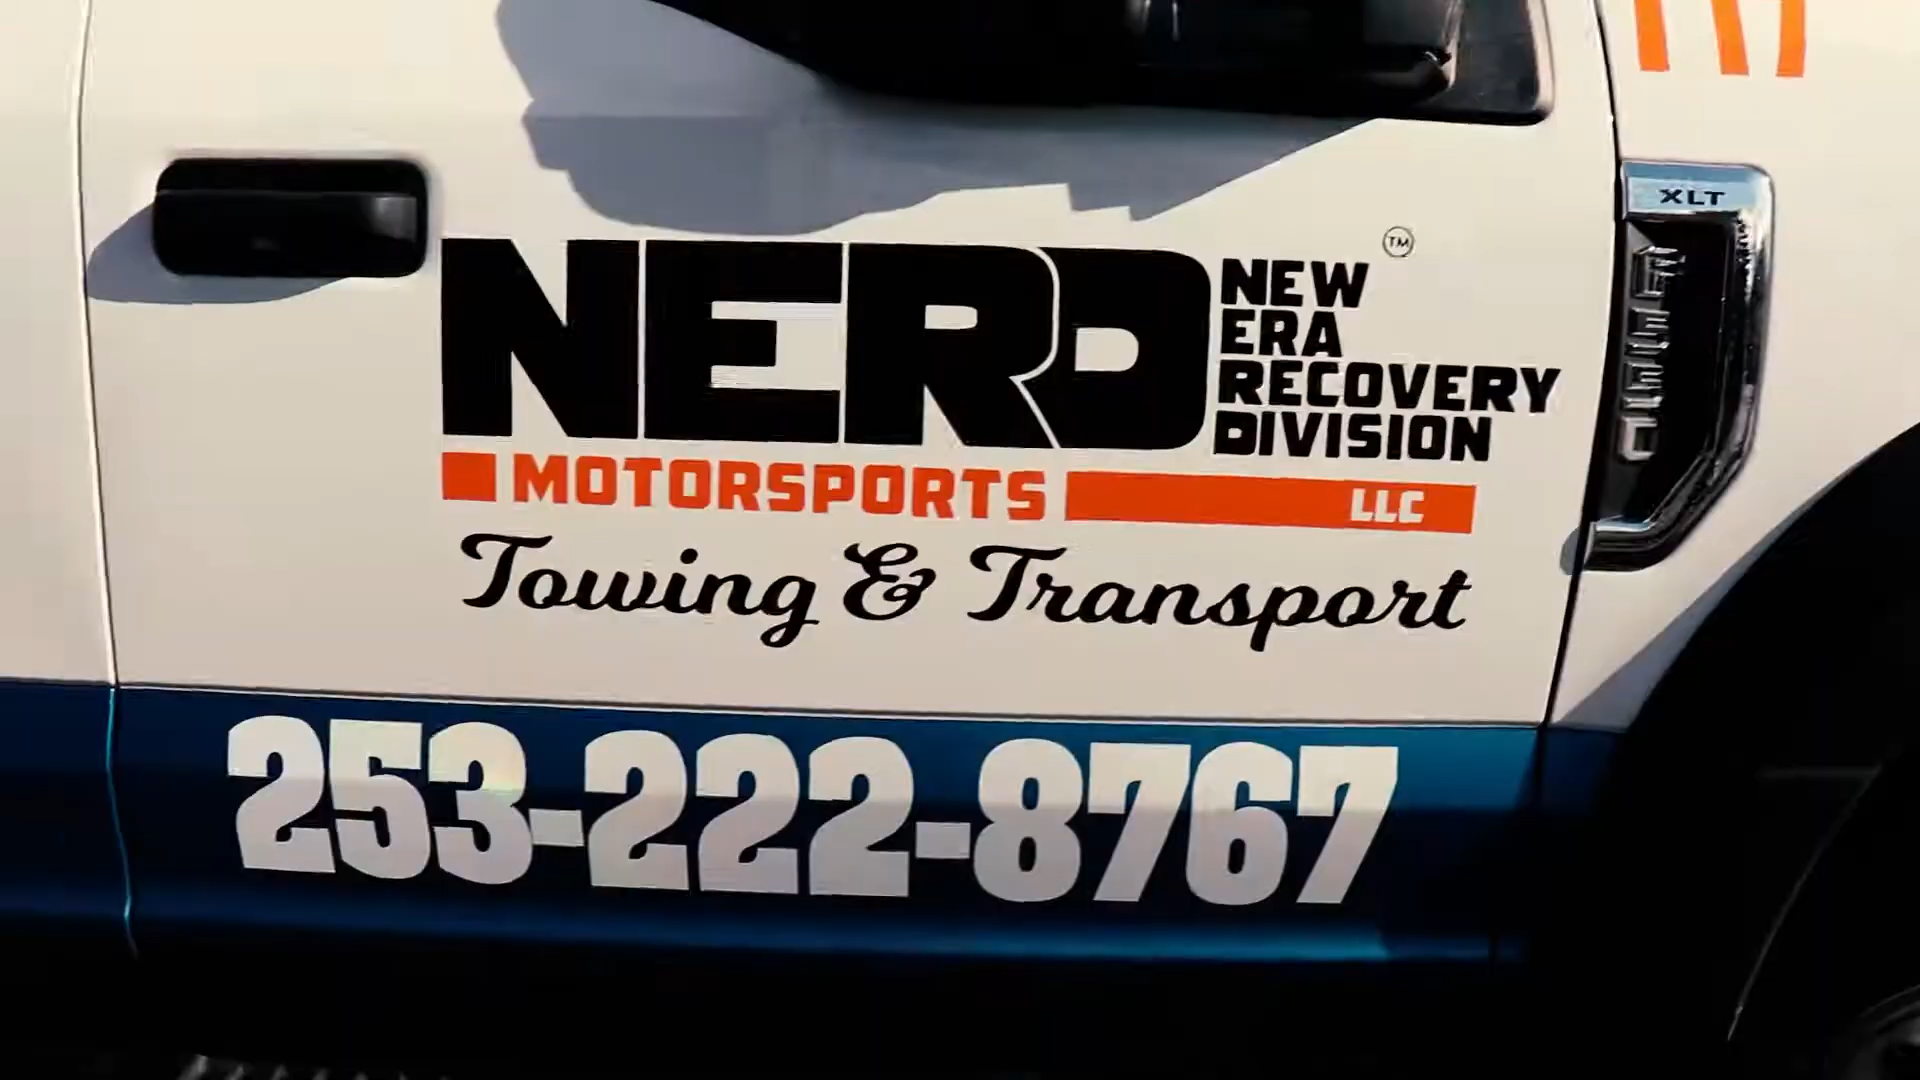 XLT
NERD
NEW
ERA
RECOVERY
DIVISION
TM
MOTORSPORTS
LLC
Towing & Transport
253-222-8767